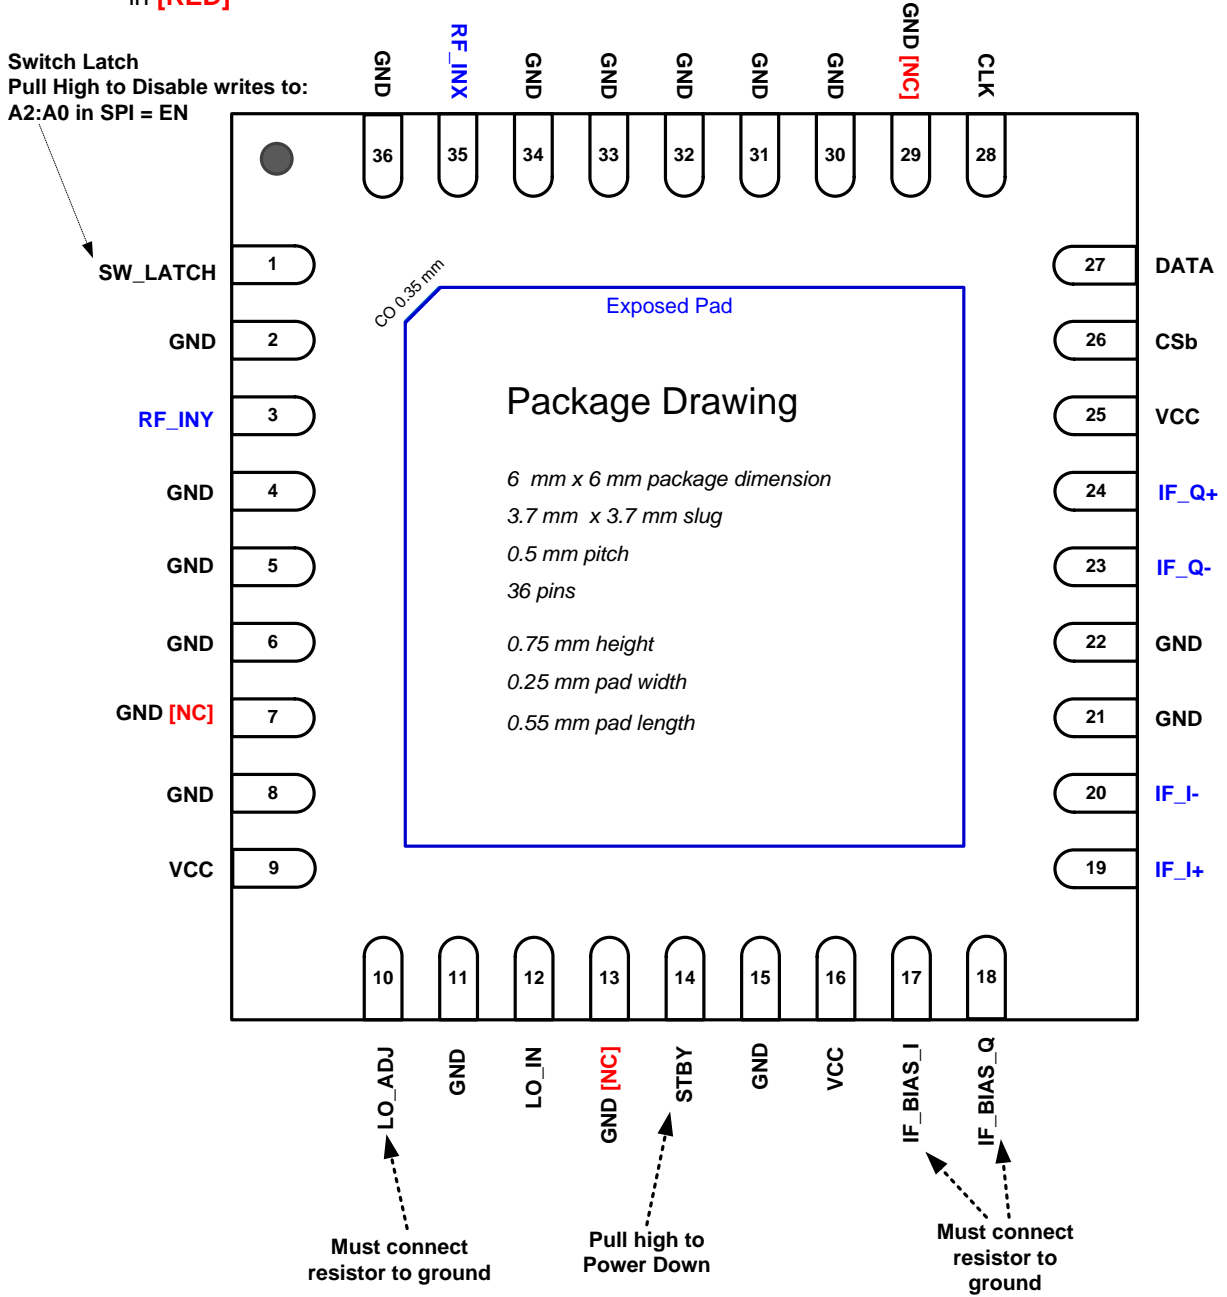 in [RED]
Switch Latch
Pull High to Disable writes to:
A2:A0 in SPI = EN
GND
RF_INX
GND
GND
GND
GND
GND
GND [NC]
CLK
36
35
34
33
32
31
30
29
28
SW_LATCH
1
GND
2
RF_INY
3
GND
4
GND
5
GND
6
GND [NC]
7
GND
8
VCC
9
CO 0.35 mm
Exposed Pad
Package Drawing
6 mm x 6 mm package dimension
3.7 mm x 3.7 mm slug
0.5 mm pitch
36 pins
0.75 mm height
0.25 mm pad width
0.55 mm pad length
27
DATA
26
CSb
25
VCC
24
IF_Q+
23
IF_Q-
22
GND
21
GND
20
IF_I-
19
IF_I+
10
11
12
13
14
15
16
17
18
LO_ADJ
GND
LO_IN
GND [NC]
STBY
GND
VCC
IF_BIAS_I
IF_BIAS_Q
Must connect
resistor to ground
Pull high to
Power Down
Must connect
resistor to
ground